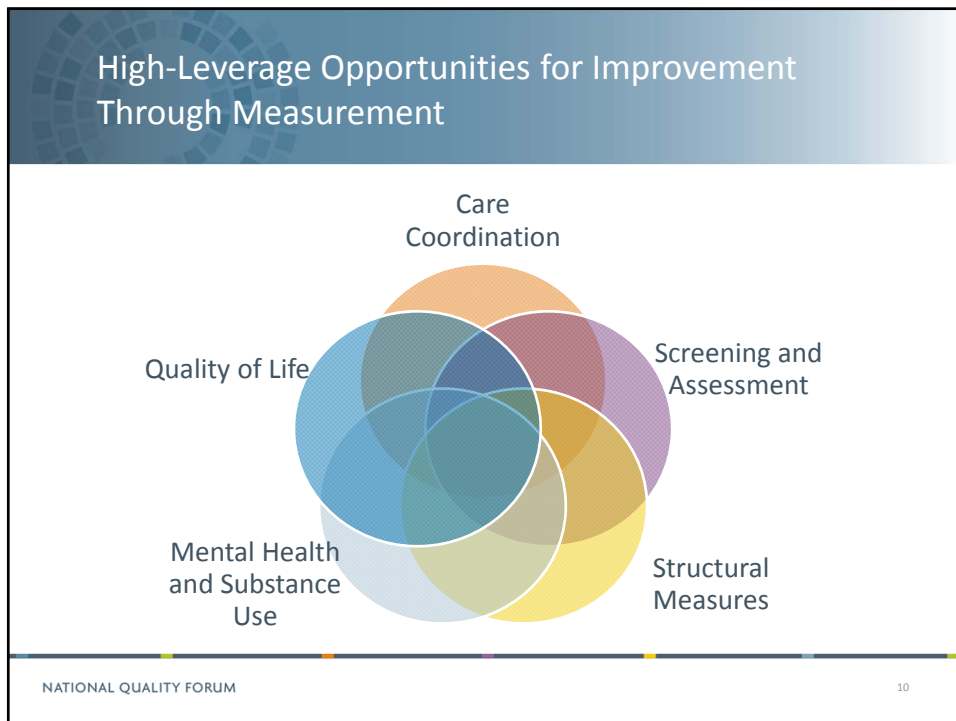 High-Leverage Opportunities for Improvement
Through Measurement
Care
Coordination
Quality of Life
Screening and
Assessment
Mental Health
and Substance
Use
Structural
Measures
NATIONAL QUALITY FORUM
10